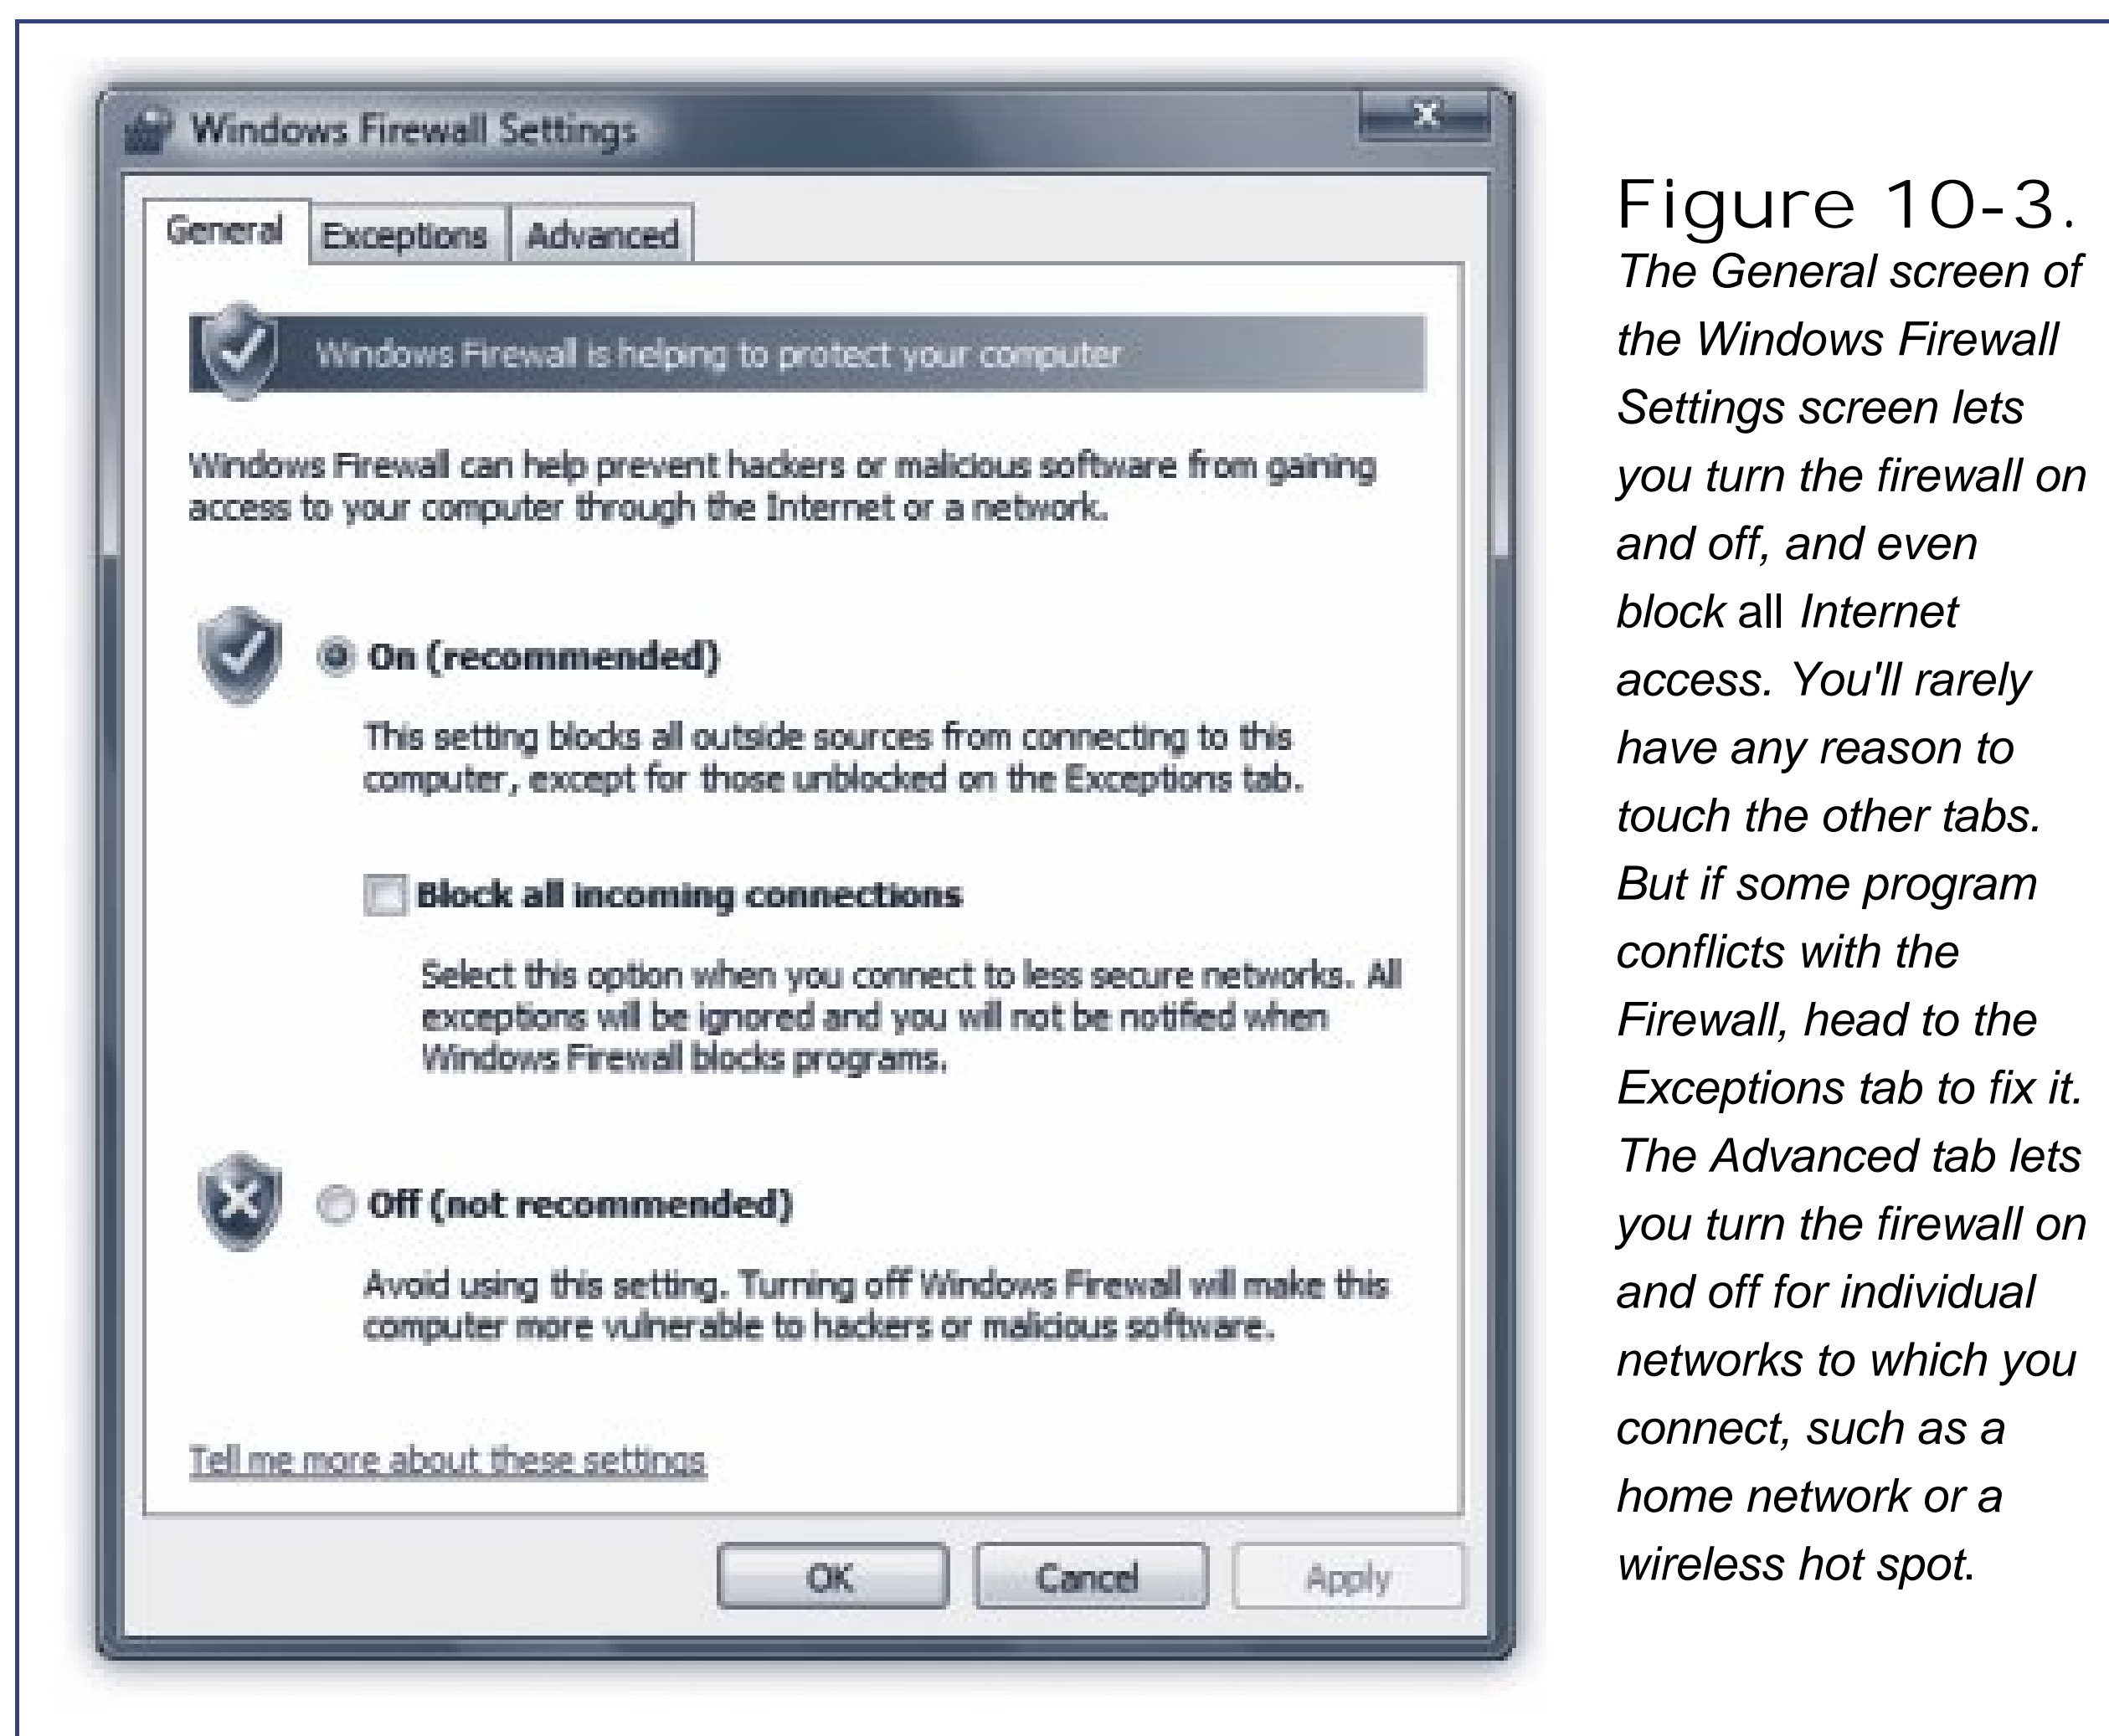 Windows Firewall Settings
General
Exceptions
Advanced
Windows Firewall is helping to protect your computer
Windows Firewall can help prevent hackers or malicious software from gaining
access to your computer through the Internet or a network.
On (recommended)
This setting blocks all outside sources from connecting to this
computer, except for those unblocked on the Exceptions tab.
Block all incoming connections
Select this option when you connect to less secure networks. All
exceptions will be ignored and you will not be notified when
Windows Firewall blocks programs.
Off (not recommended)
Avoid using this setting. Turning off Windows Firewall will make this
computer more vulnerable to hackers or malicious software.
Tell me more about these settings
OK
Cancel
Apply
Figure 10-3.
The General screen of
the Windows Firewall
Settings screen lets
you turn the firewall on
and off, and even
block all Internet
access. You'll rarely
have any reason to
touch the other tabs.
But if some program
conflicts with the
Firewall, head to the
Exceptions tab to fix it.
The Advanced tab lets
you turn the firewall on
and off for individual
networks to which you
connect, such as a
home network or a
wireless hot spot.